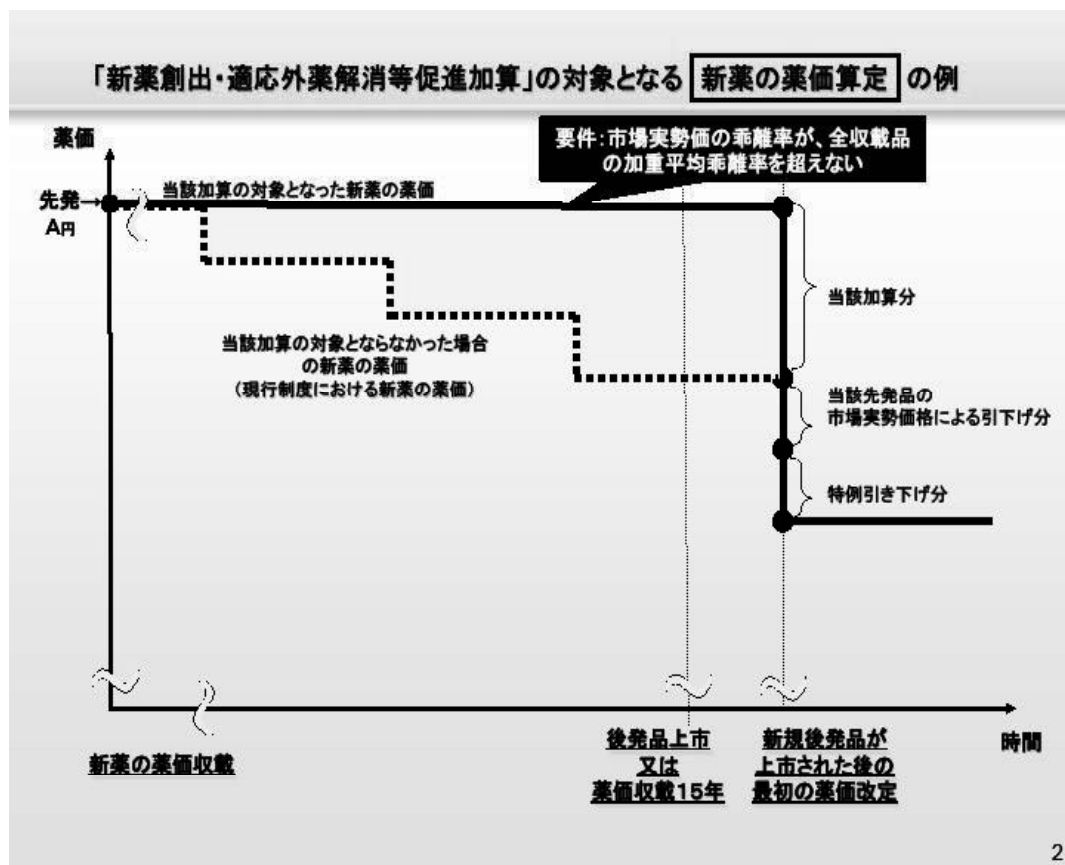 「新薬創出・適応外薬解消等促進加算」の対象となる 新薬の薬価算定 の例
薬価
要件：市場実勢価の乖離率が、全収載品
の加重平均乖離率を超えない
先発→
A円
当該加算の対象となった新薬の薬価
当該加算分
当該加算の対象とならなかった場合
の新薬の薬価
（現行制度における新薬の薬価）
当該先発品の
市場実勢価格による引下げ分
特例引き下げ分
新薬の薬価収載
後発品上市
又は
薬価収載15年
新規後発品が
上市された後の
最初の薬価改定
時間
2